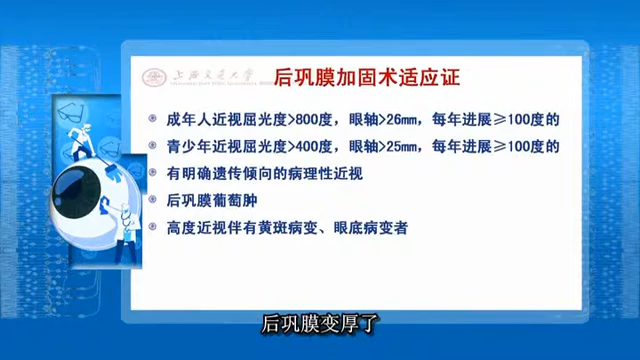 上海交通大学
后巩膜加固术适应证
成年人近视屈光度>800度，眼轴>26mm，每年进展≥100度的
青少年近视屈光度>400度，眼轴>25mm，每年进展≥100度的
有明确遗传倾向的病理性近视
后巩膜葡萄肿
高度近视伴有黄斑病变、眼底病变者
后巩膜变厚了